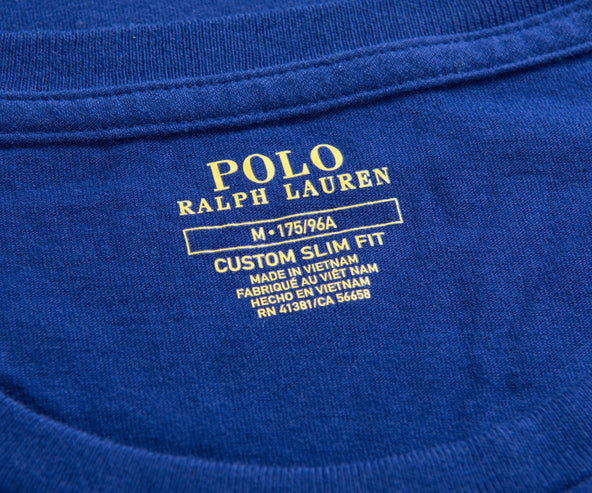 POLO
RALPH LAUREN
M•175/96A
CUSTOM SLIM FIT
MADE IN VIETNAM
FABRIQUÉ AU VIÊT NAM
HECHO EN VIETNAM
RN 41381/CA 56658